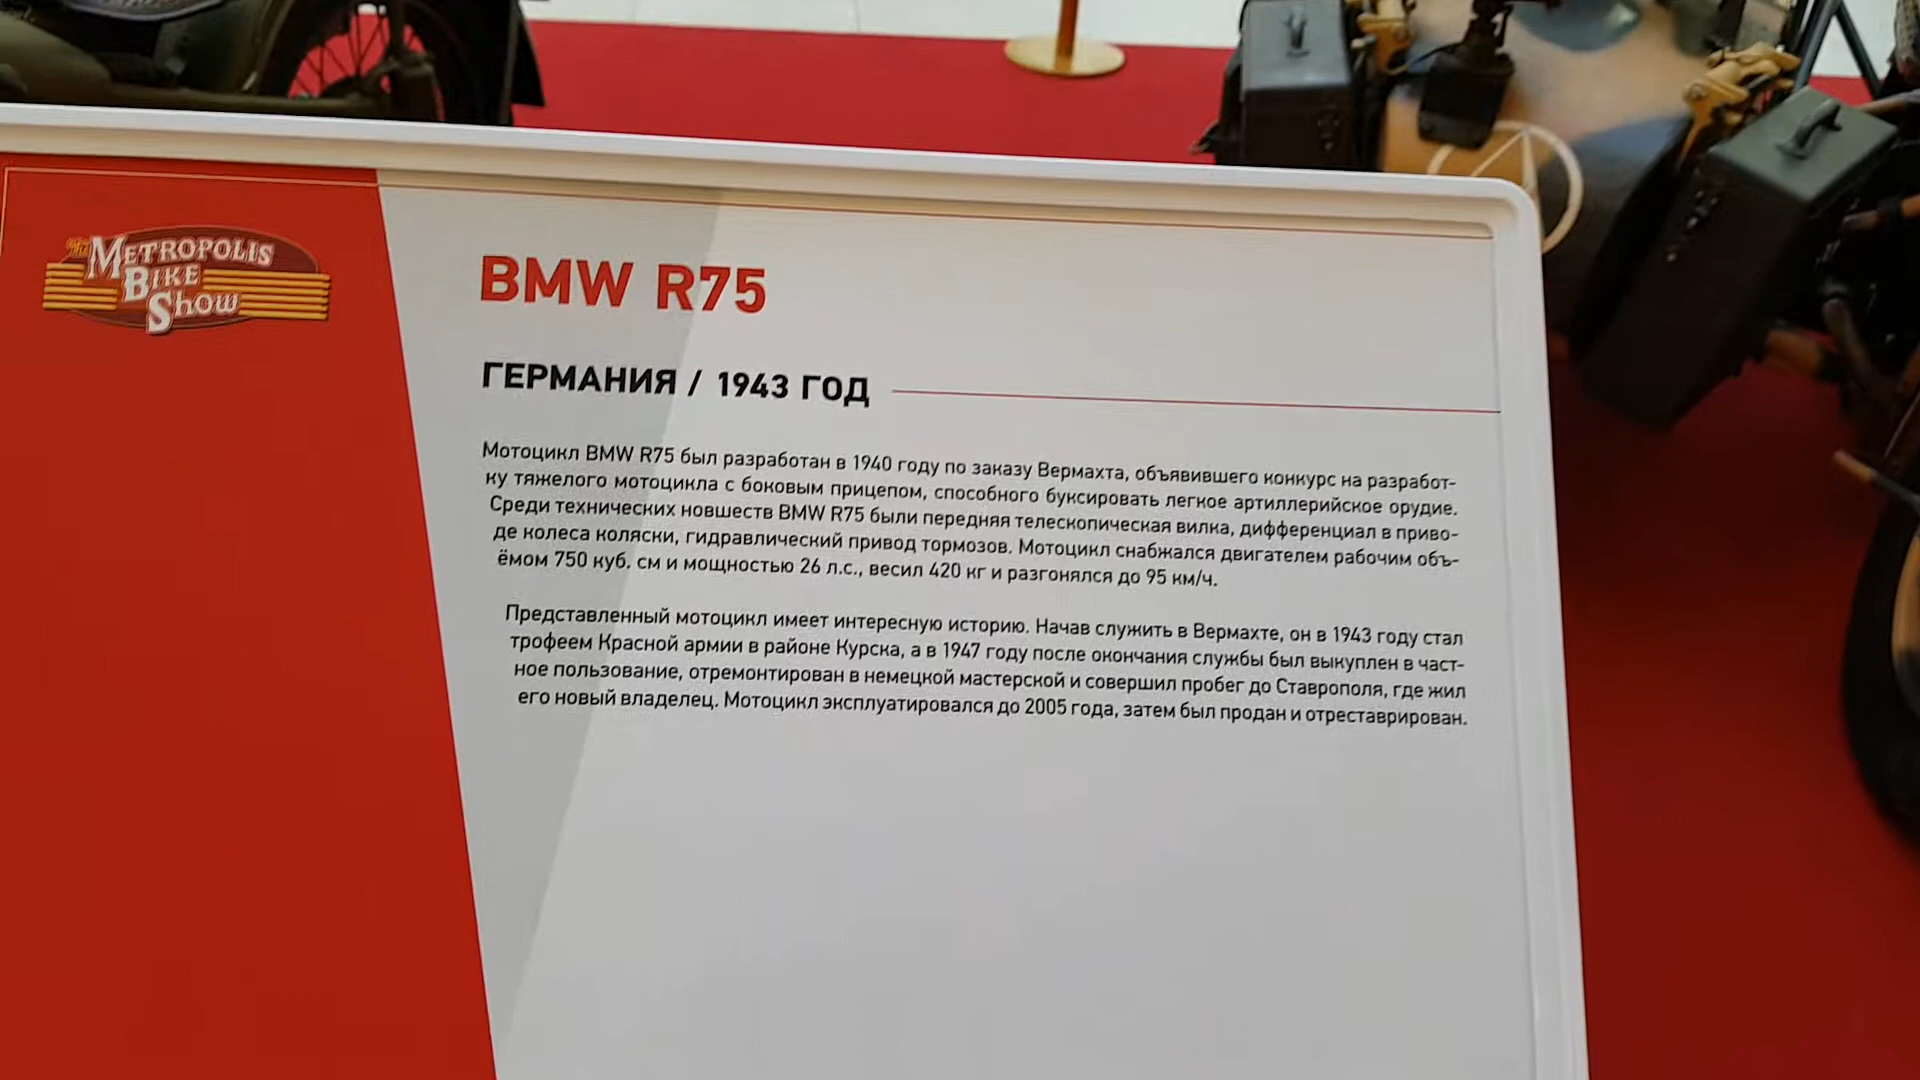 The
METROPOLIS
BIKE
SHOW
BMW R75
ГЕРМАНИЯ / 1943 ГОД
Мотоцикл BMW R75 был разработан в 1940 году по заказу Вермахта, объявившего конкурс на разработ-
ку тяжелого мотоцикла с боковым прицепом, способного буксировать легкое артиллерийское орудие.
Среди технических новшеств BMW R75 были передняя телескопическая вилка, дифференциал в приво-
де колеса коляски, гидравлический привод тормозов. Мотоцикл снабжался двигателем рабочим объ-
ёмом 750 куб. см и мощностью 26 л.с., весил 420 кг и разгонялся до 95 км/ч.
Представленный мотоцикл имеет интересную историю. Начав служить в Вермахте, он в 1943 году стал
трофеем Красной армии в районе Курска, а в 1947 году после окончания службы был выкуплен в част-
ное пользование, отремонтирован в немецкой мастерской и совершил пробег до Ставрополя, где жил
его новый владелец. Мотоцикл эксплуатировался до 2005 года, затем был продан и отреставрирован.